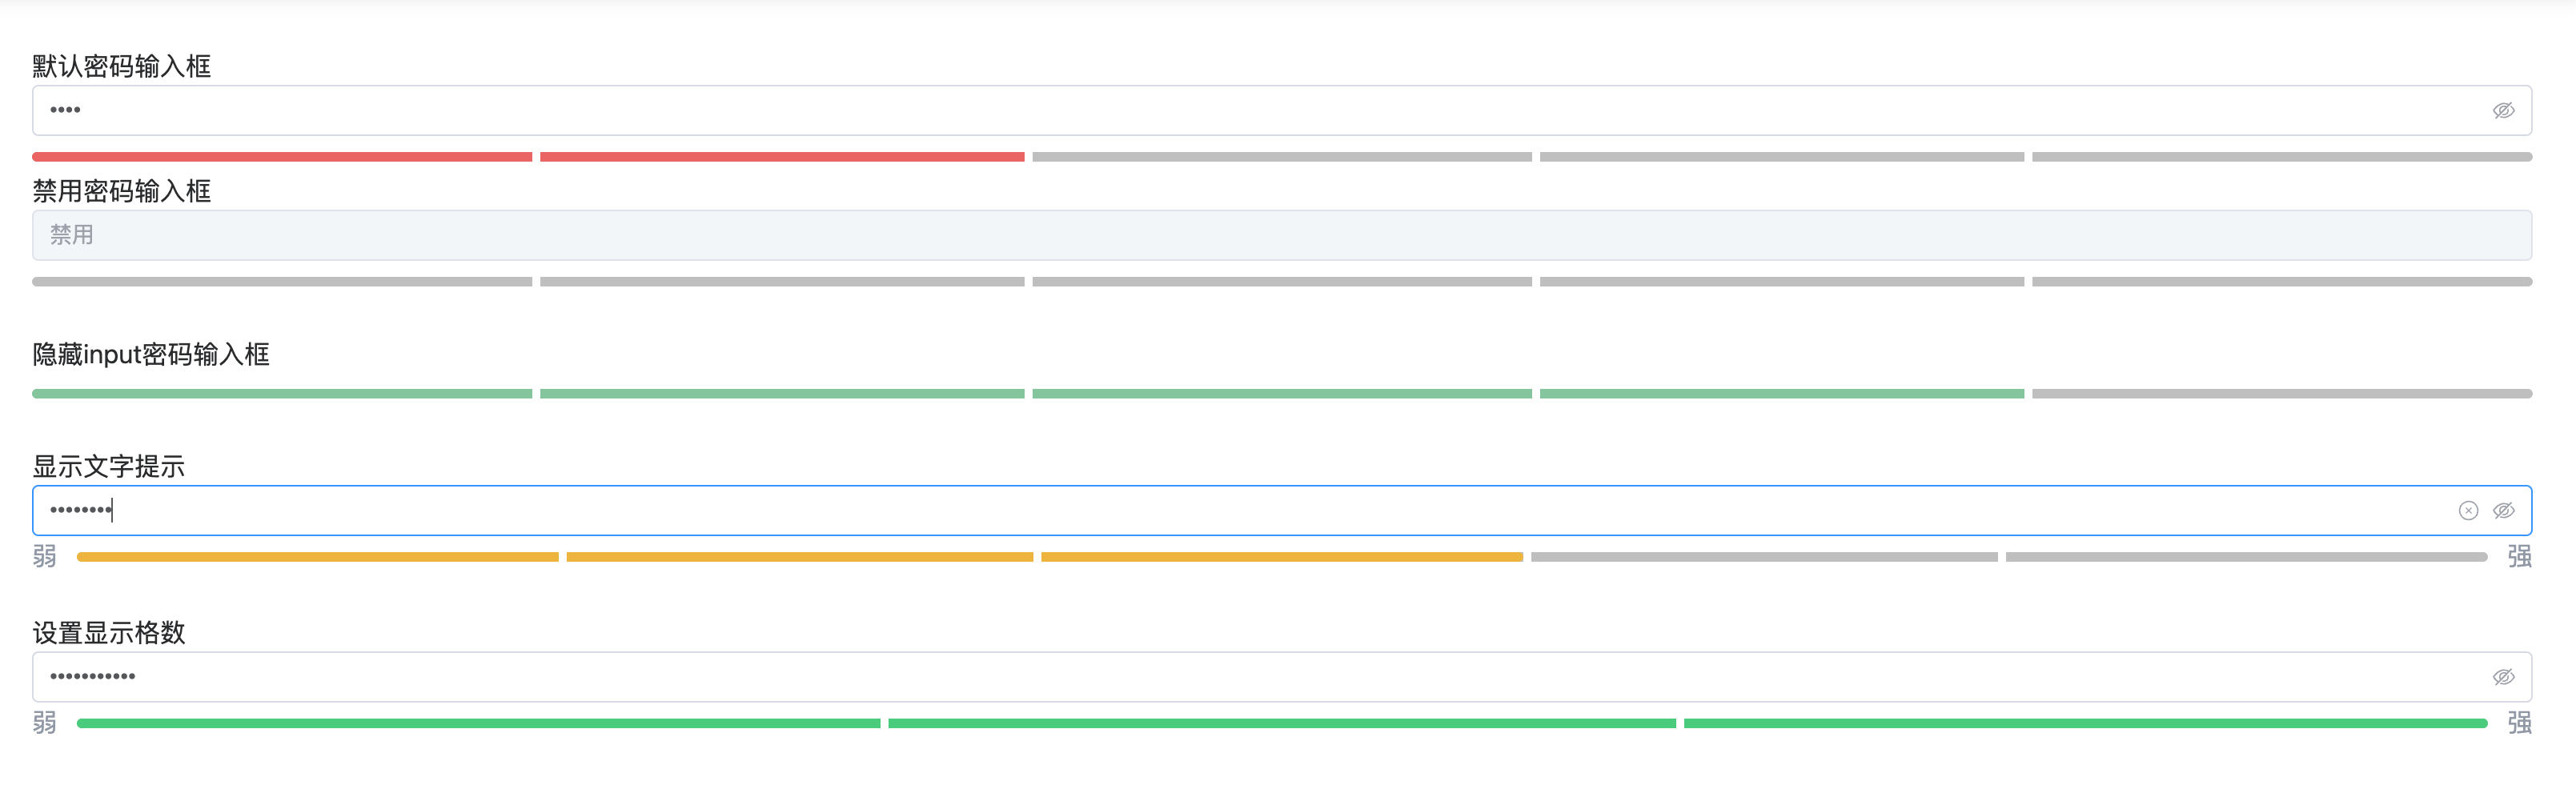 默认密码输入框
••••
禁用密码输入框
禁用
隐藏input密码输入框
显示文字提示
••••••••
弱 强
设置显示格数
•••••••••••
弱 强